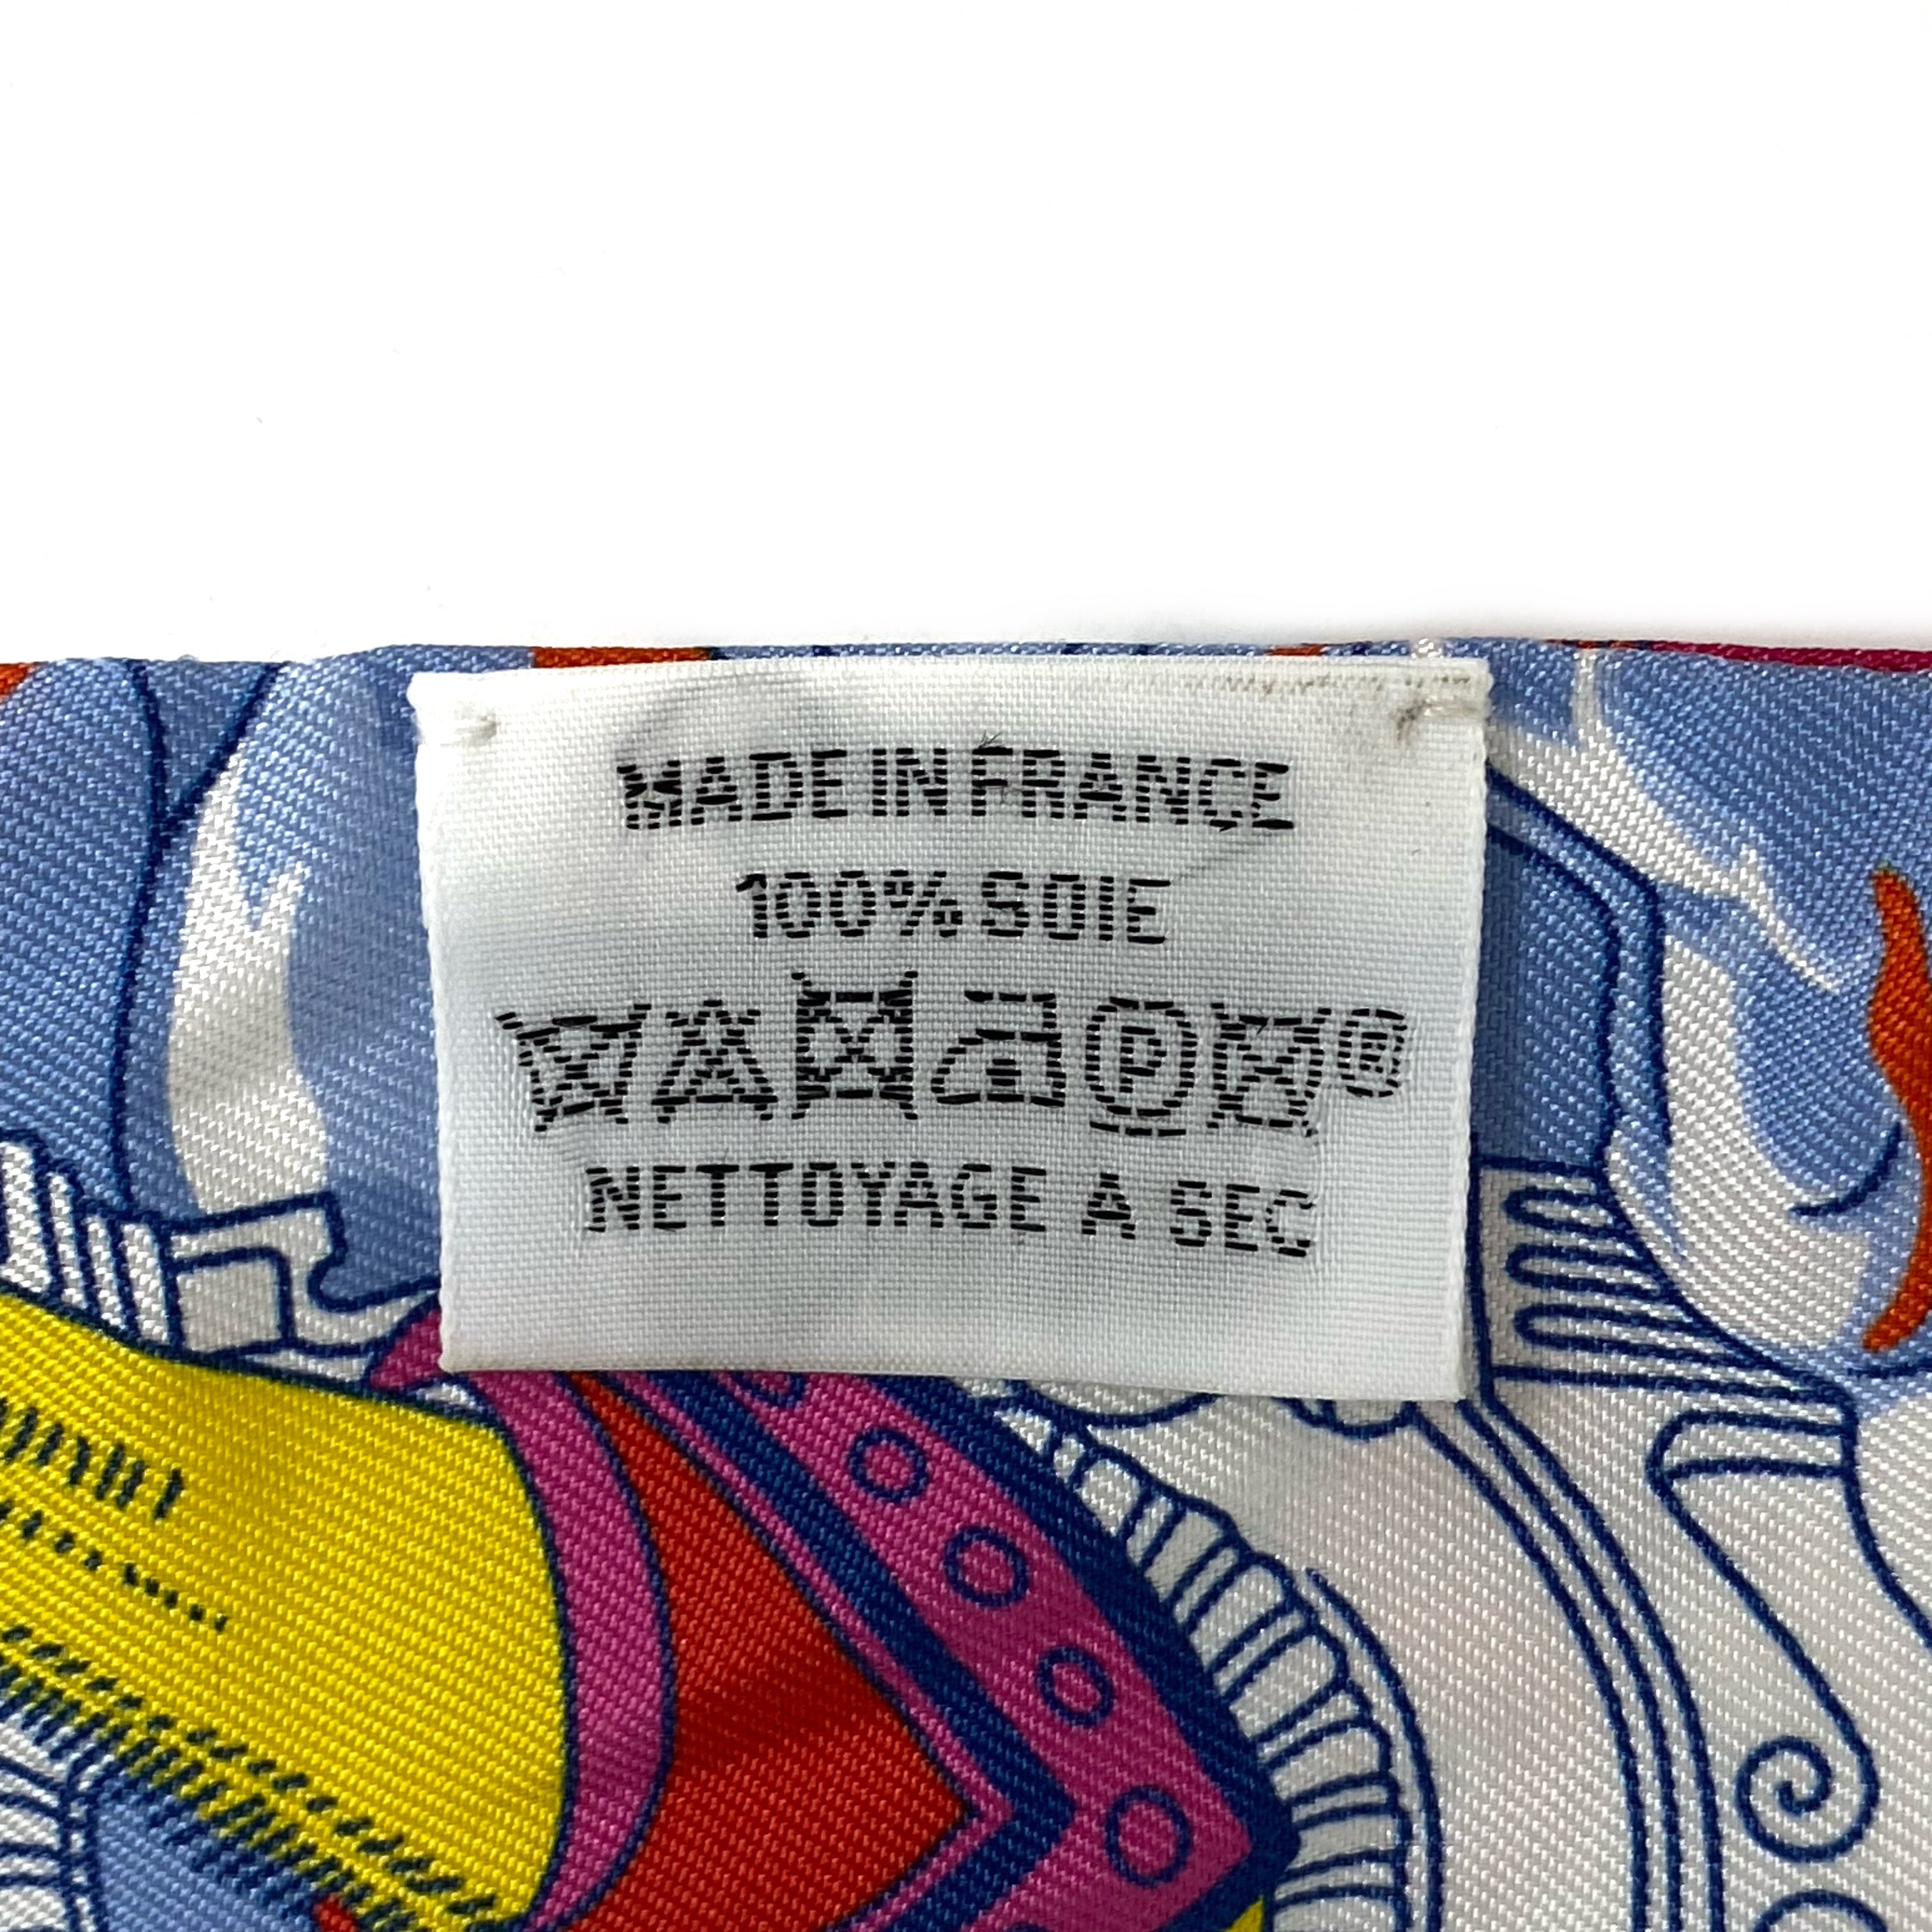 MADE IN FRANCE
100% SOIE
P ®
NETTOYAGE A SEC